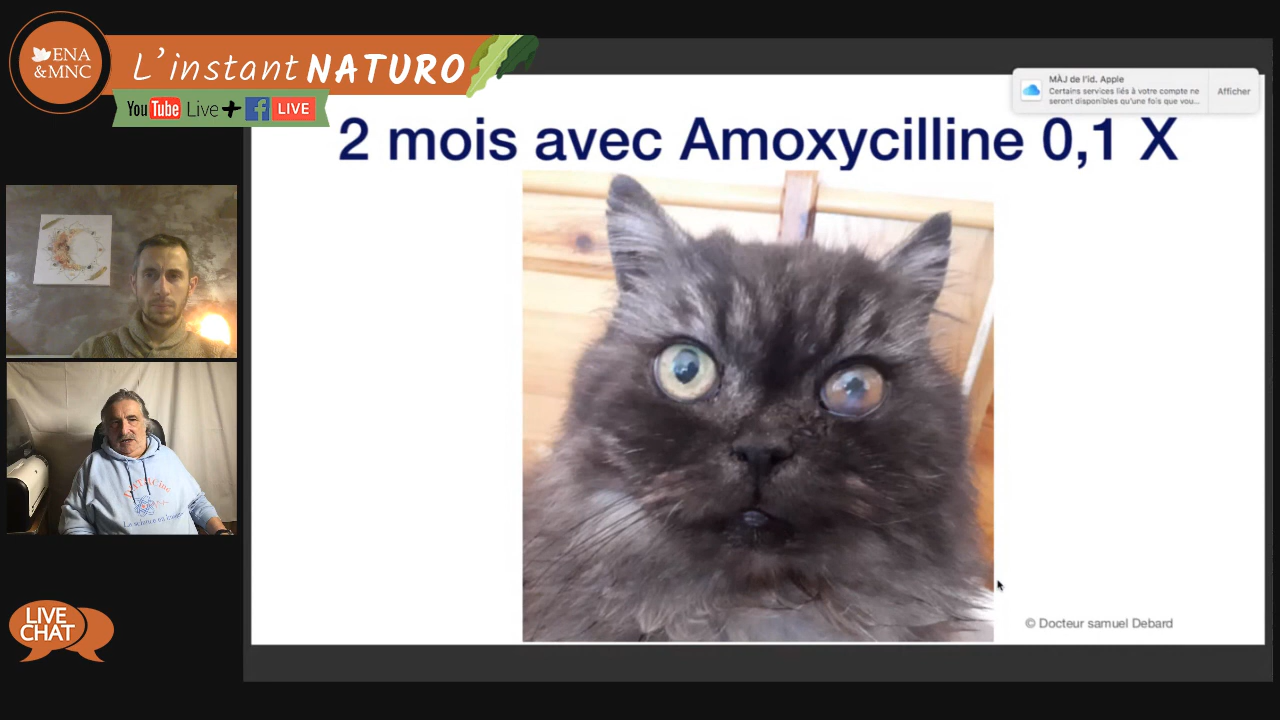 ENA
&MNC
L'instant NATURO
YouTube Live + f LIVE
MÀJ de l'id. Apple
Certains services liés à votre compte ne
seront disponibles qu'une fois que vou...
Afficher
2 mois avec Amoxycilline 0,1 X
LIVE
CHAT
© Docteur samuel Debard